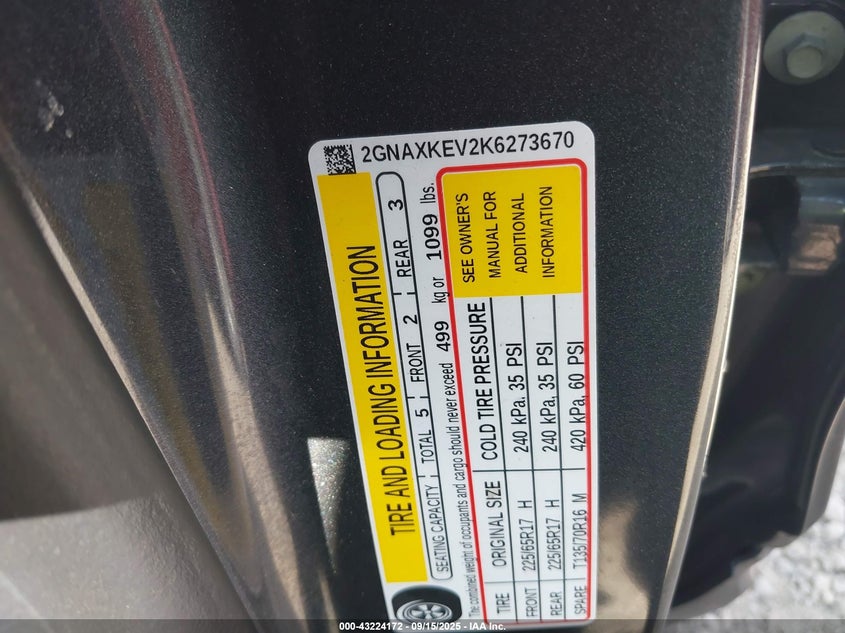 2GNAXKEV2K6273670
TIRE AND LOADING INFORMATION
SEATING CAPACITY TOTAL 5 FRONT 2 REAR 3
The combined weight of occupants and cargo should never exceed 499 kg or 1099 lbs.
TIRE ORIGINAL SIZE COLD TIRE PRESSURE
FRONT 225/65R17 H 240 kPa, 35 PSI
REAR 225/65R17 H 240 kPa, 35 PSI
SPARE T135/70R16 M 420 kPa, 60 PSI
SEE OWNER'S
MANUAL FOR
ADDITIONAL
INFORMATION
000-43224172 - 09/15/2025 - IAA Inc.